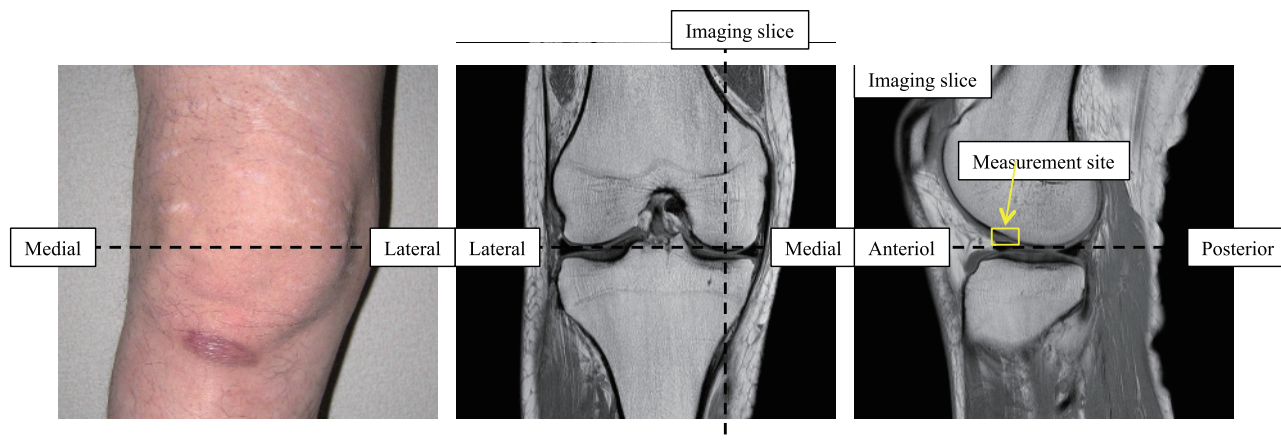 Imaging slice
Imaging slice
Measurement site
Medial
Lateral
Lateral
Medial
Anteriol
Posterior